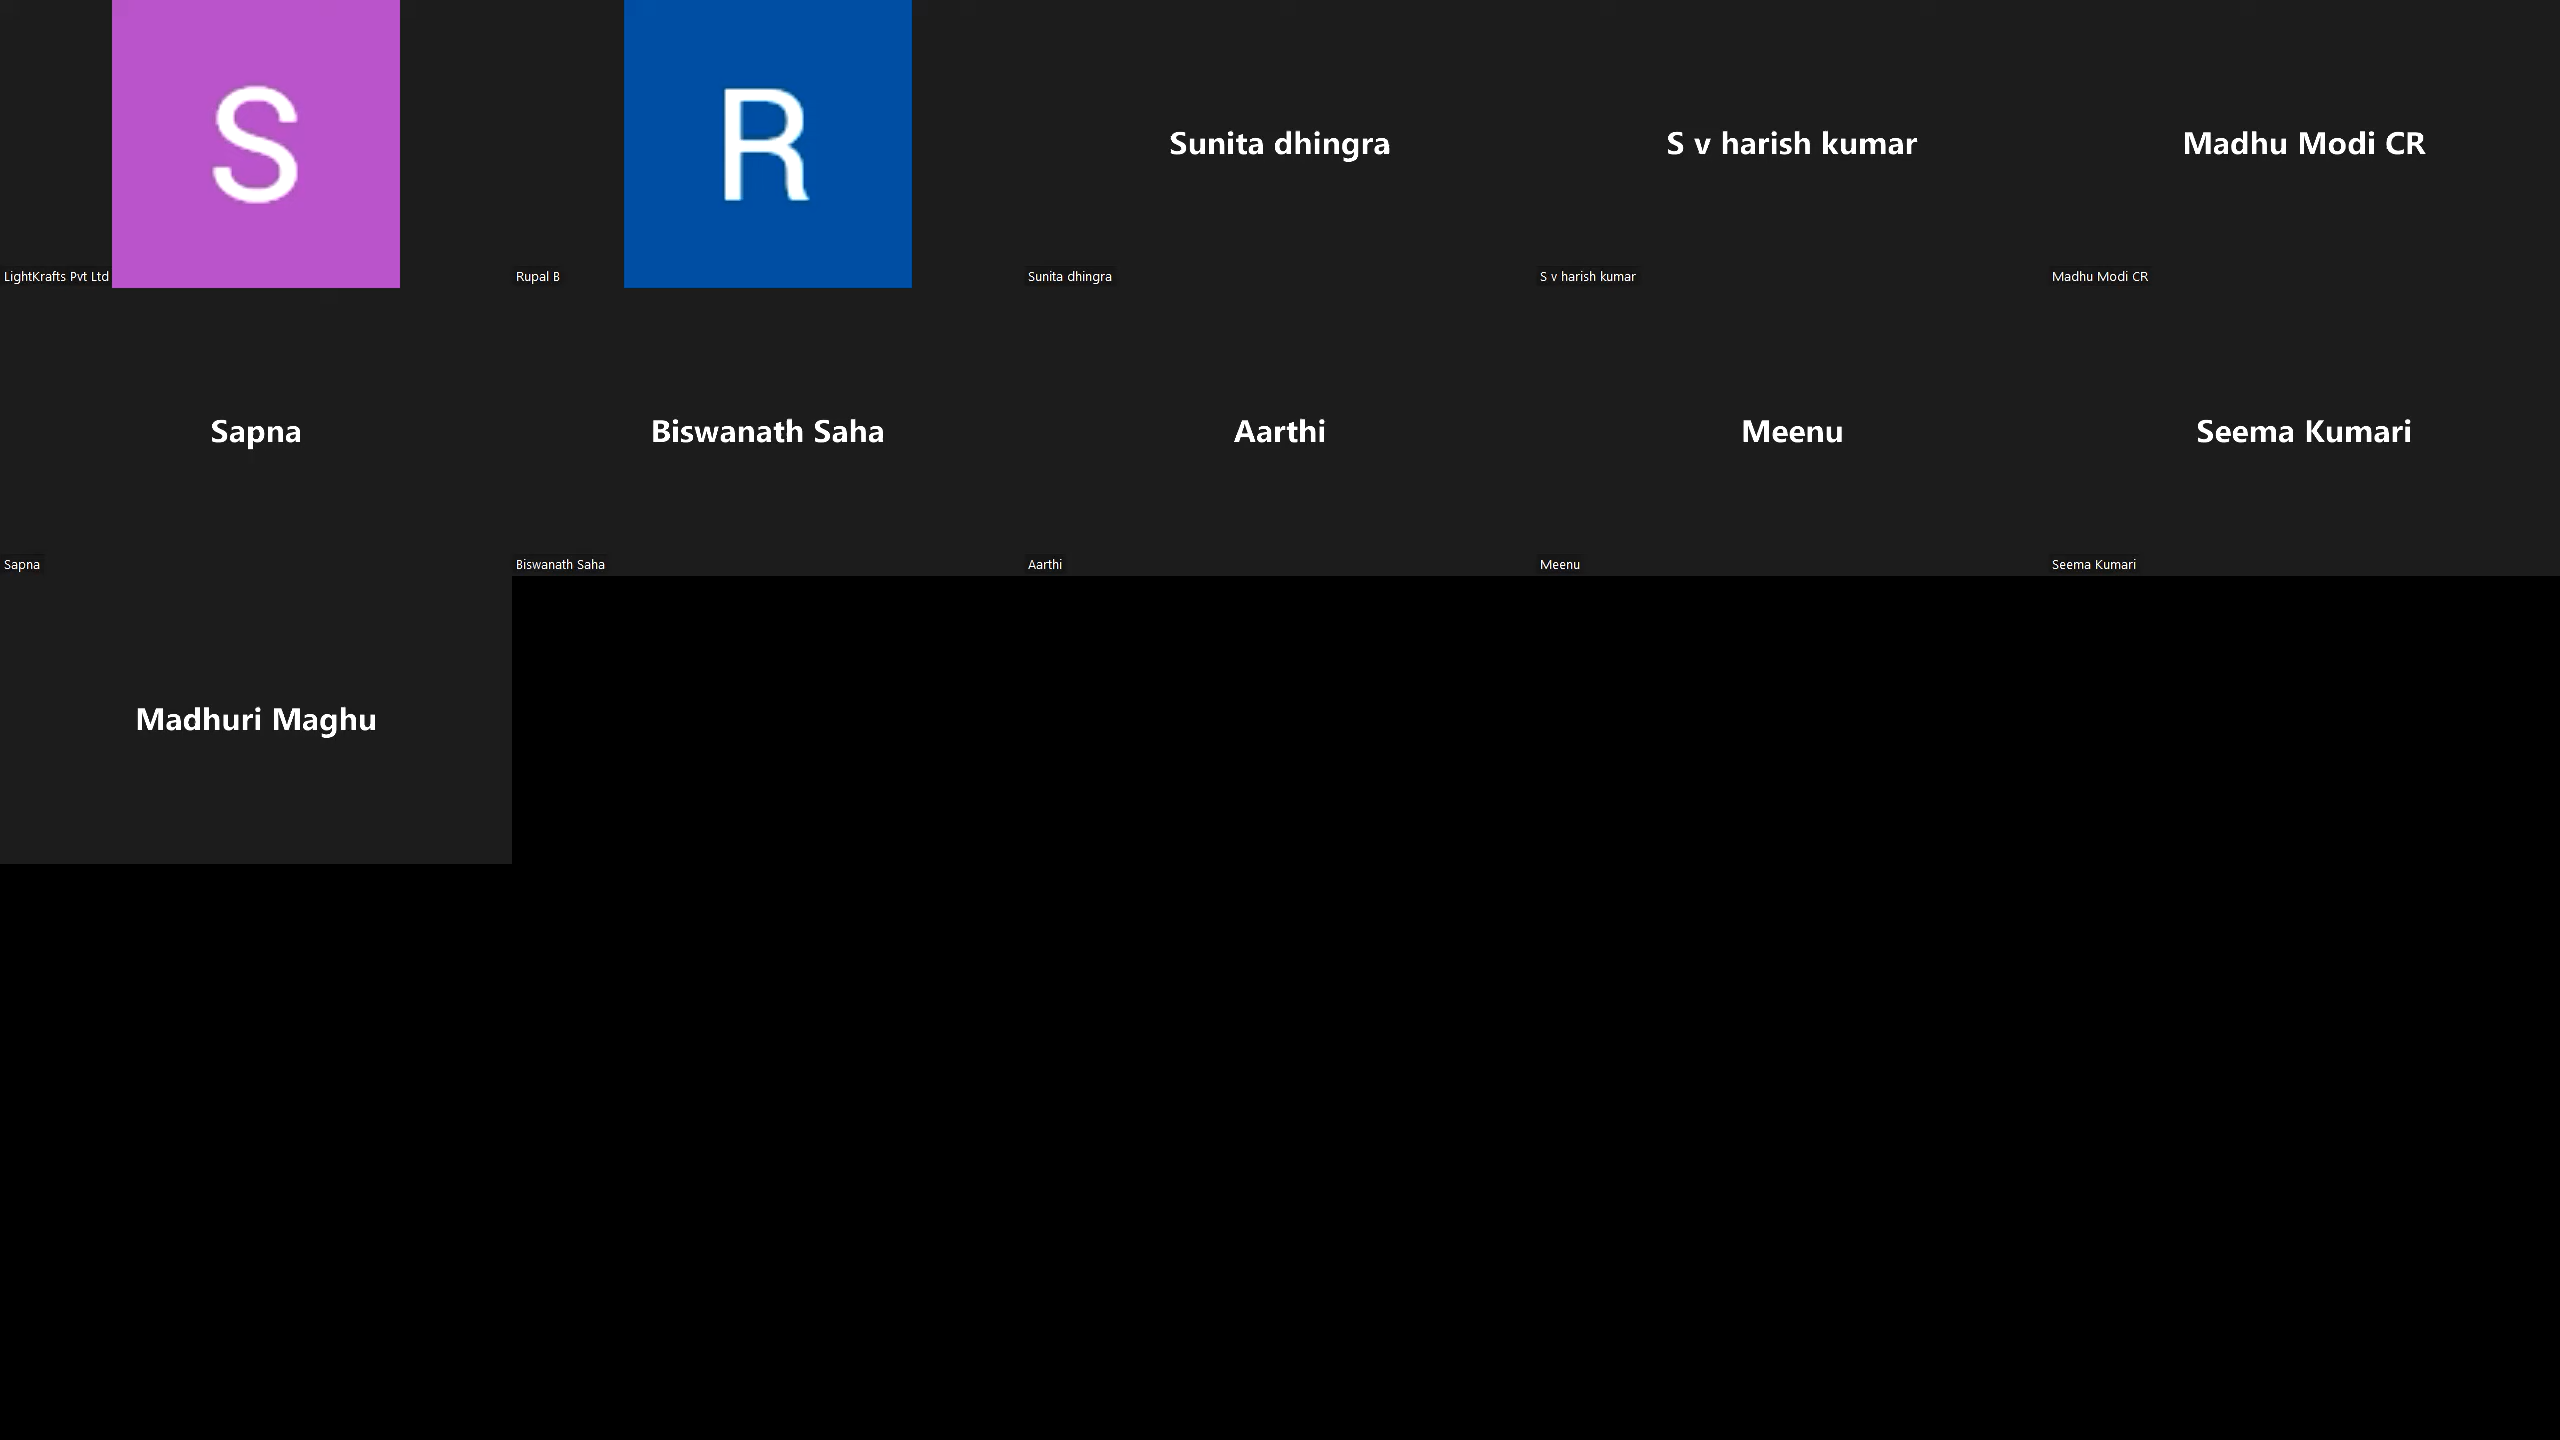 S
R
Sunita dhingra
S v harish kumar
Madhu Modi CR
LightKrafts Pvt Ltd
Rupal B
Sunita dhingra
S v harish kumar
Madhu Modi CR
Sapna
Biswanath Saha
Aarthi
Meenu
Seema Kumari
Sapna
Biswanath Saha
Aarthi
Meenu
Seema Kumari
Madhuri Maghu